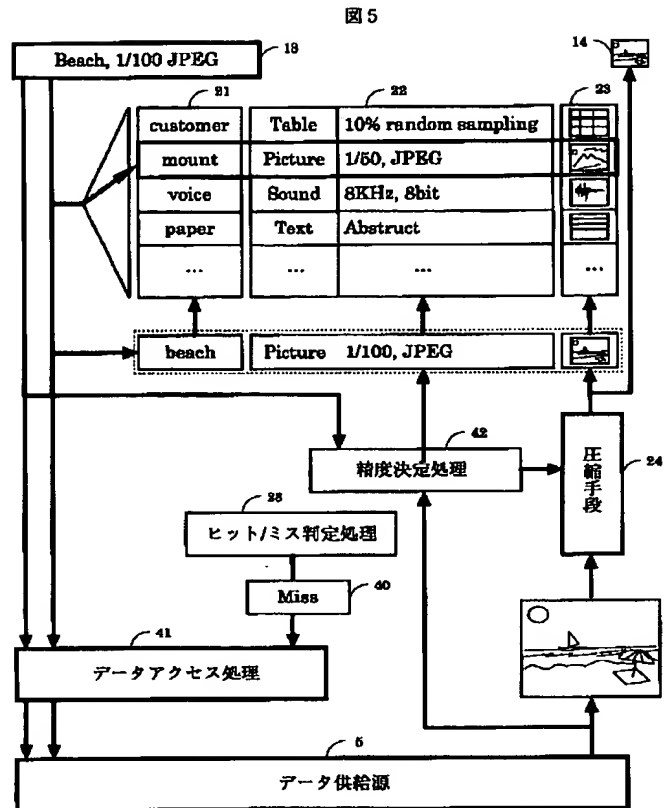 図5
Beach, 1/100 JPEG
18
14
21
22
23
customer Table 10% random sampling
mount Picture 1/50, JPEG
voice Sound 8KHz, 8bit
paper Text Abstruct
... ... ... ...
beach Picture 1/100, JPEG
42
精度決定処理
圧縮手段
24
28
ヒット/ミス判定処理
Miss
40
41
データアクセス処理
5
データ供給源